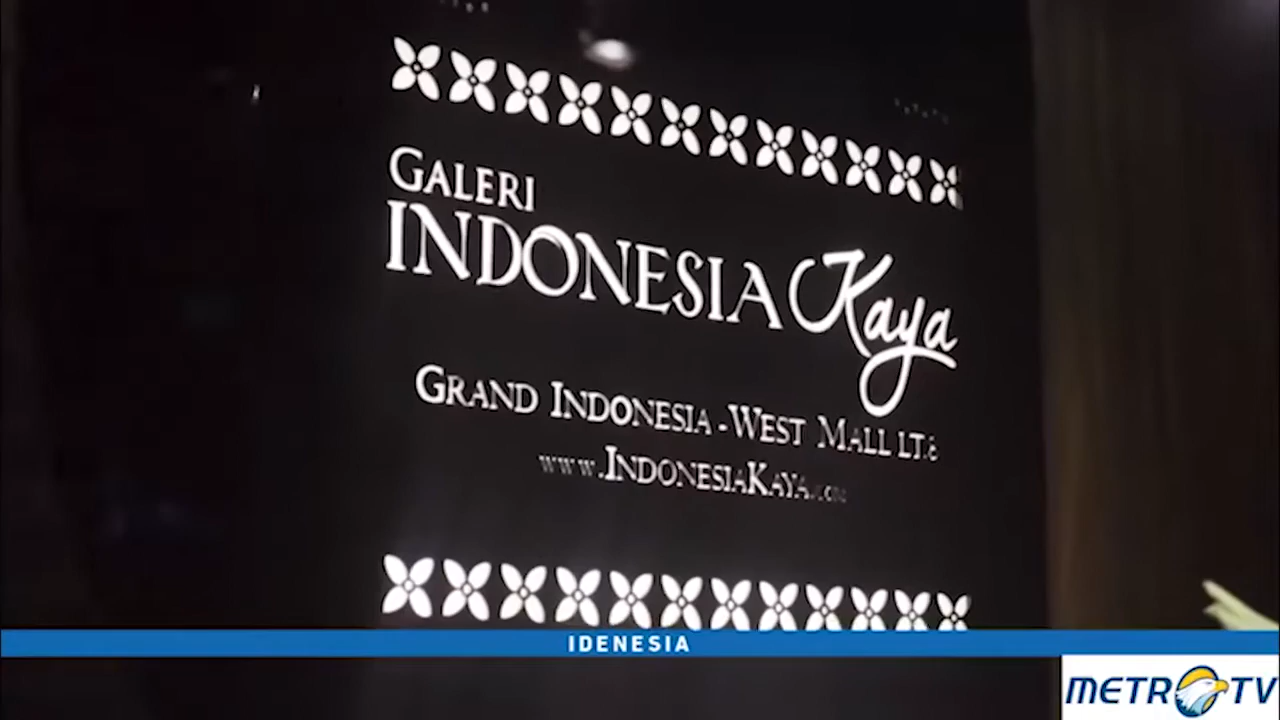 GALERI
INDONESIA Kaya
GRAND INDONESIA - WEST MALL LT.8
www.INDONESIAKAYA.COM
IDENESIA
METRO TV